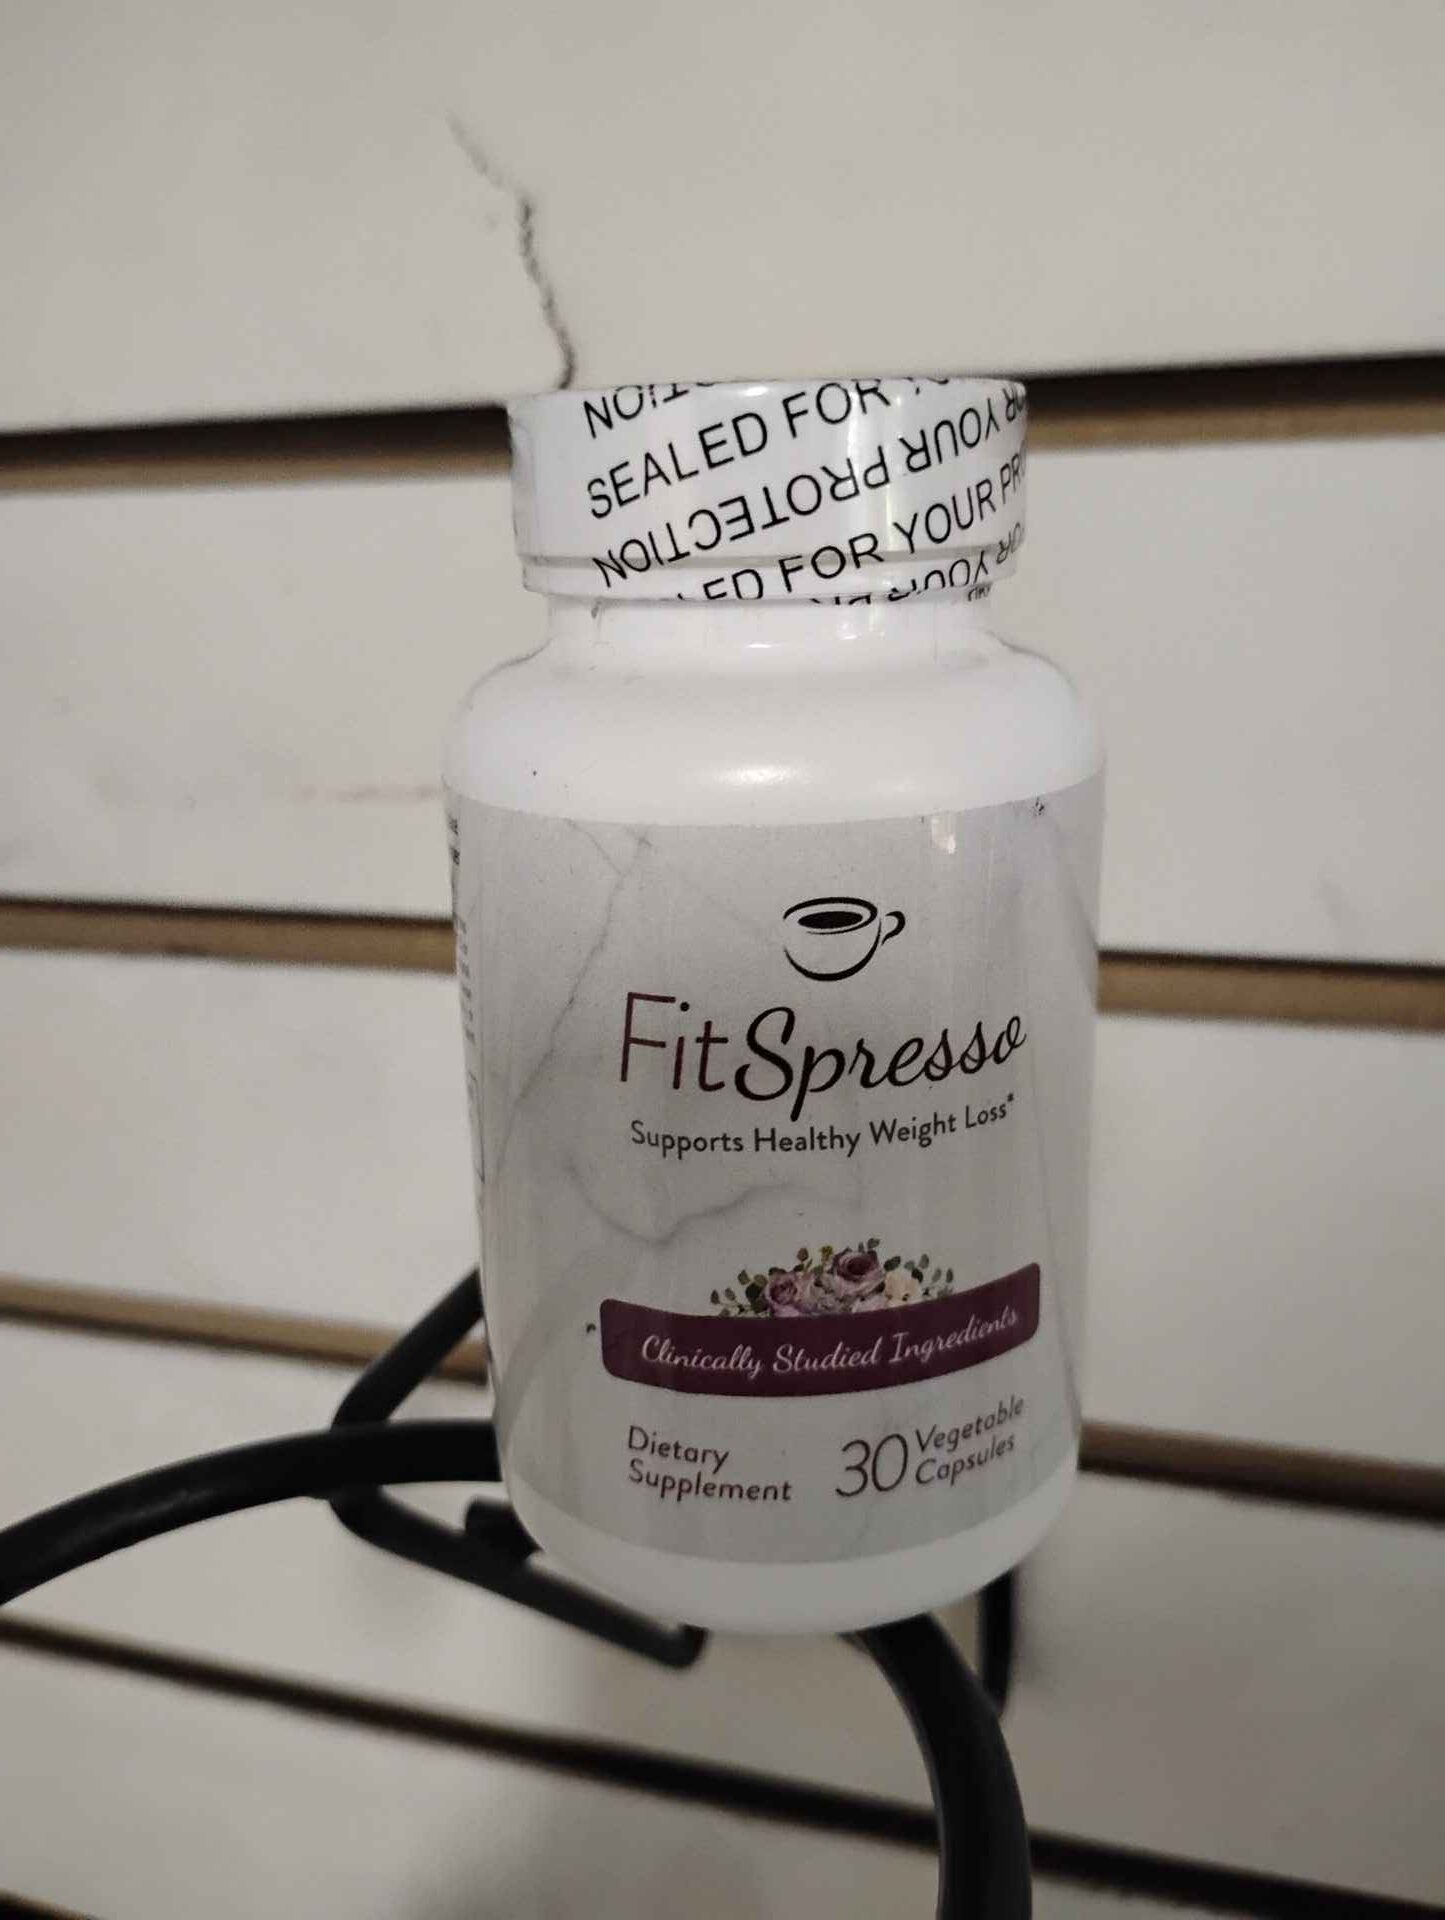 SEALED FOR
YOUR PROTECTION
FOR YOUR
FitSpresso
Supports Healthy Weight Loss*
Clinically Studied Ingredients
Dietary
Supplement
30 Vegetable
Capsules